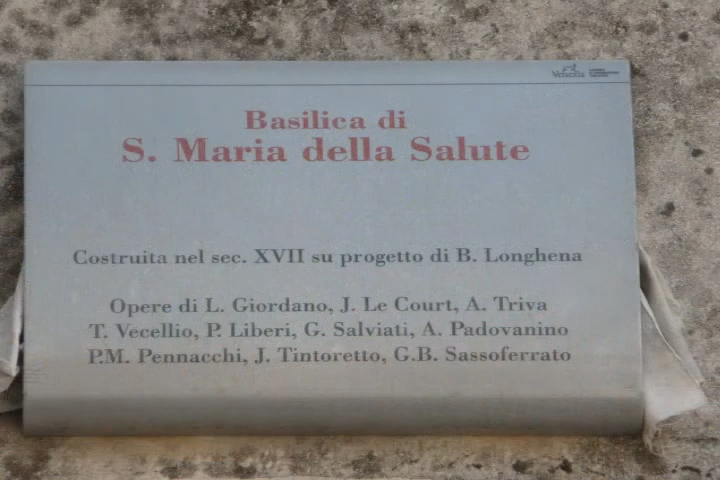 Venezia
Basilica di
S. Maria della Salute
Costruita nel sec. XVII su progetto di B. Longhena
Opere di L. Giordano, J. Le Court, A. Triva
T. Vecellio, P. Liberi, G. Salviati, A. Padovanino
P.M. Pennacchi, J. Tintoretto, G.B. Sassoferrato